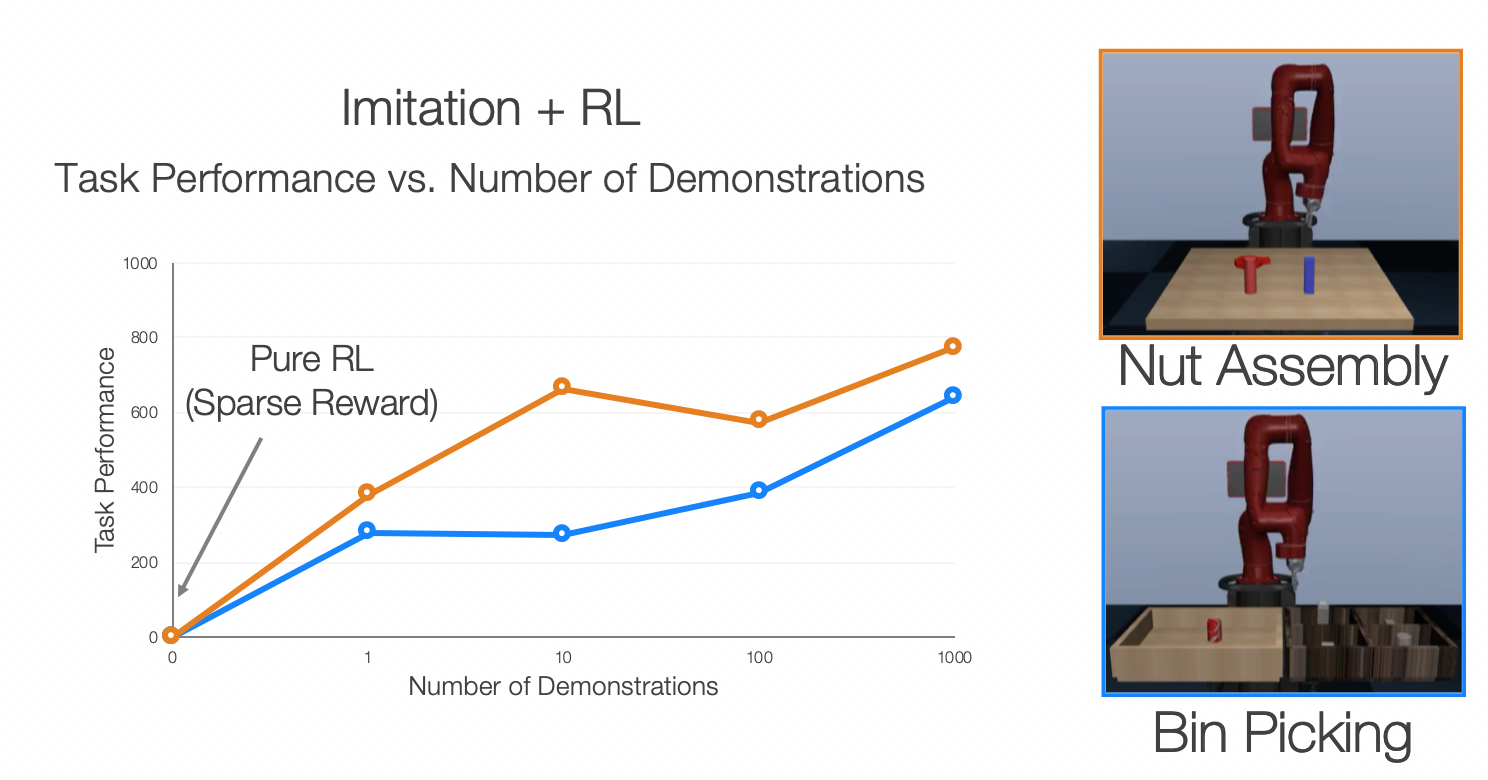 Imitation + RL
Task Performance vs. Number of Demonstrations
1000
800
600
400
200
0
Task Performance
Pure RL
(Sparse Reward)
0
1
10
100
1000
Number of Demonstrations
Nut Assembly
Bin Picking